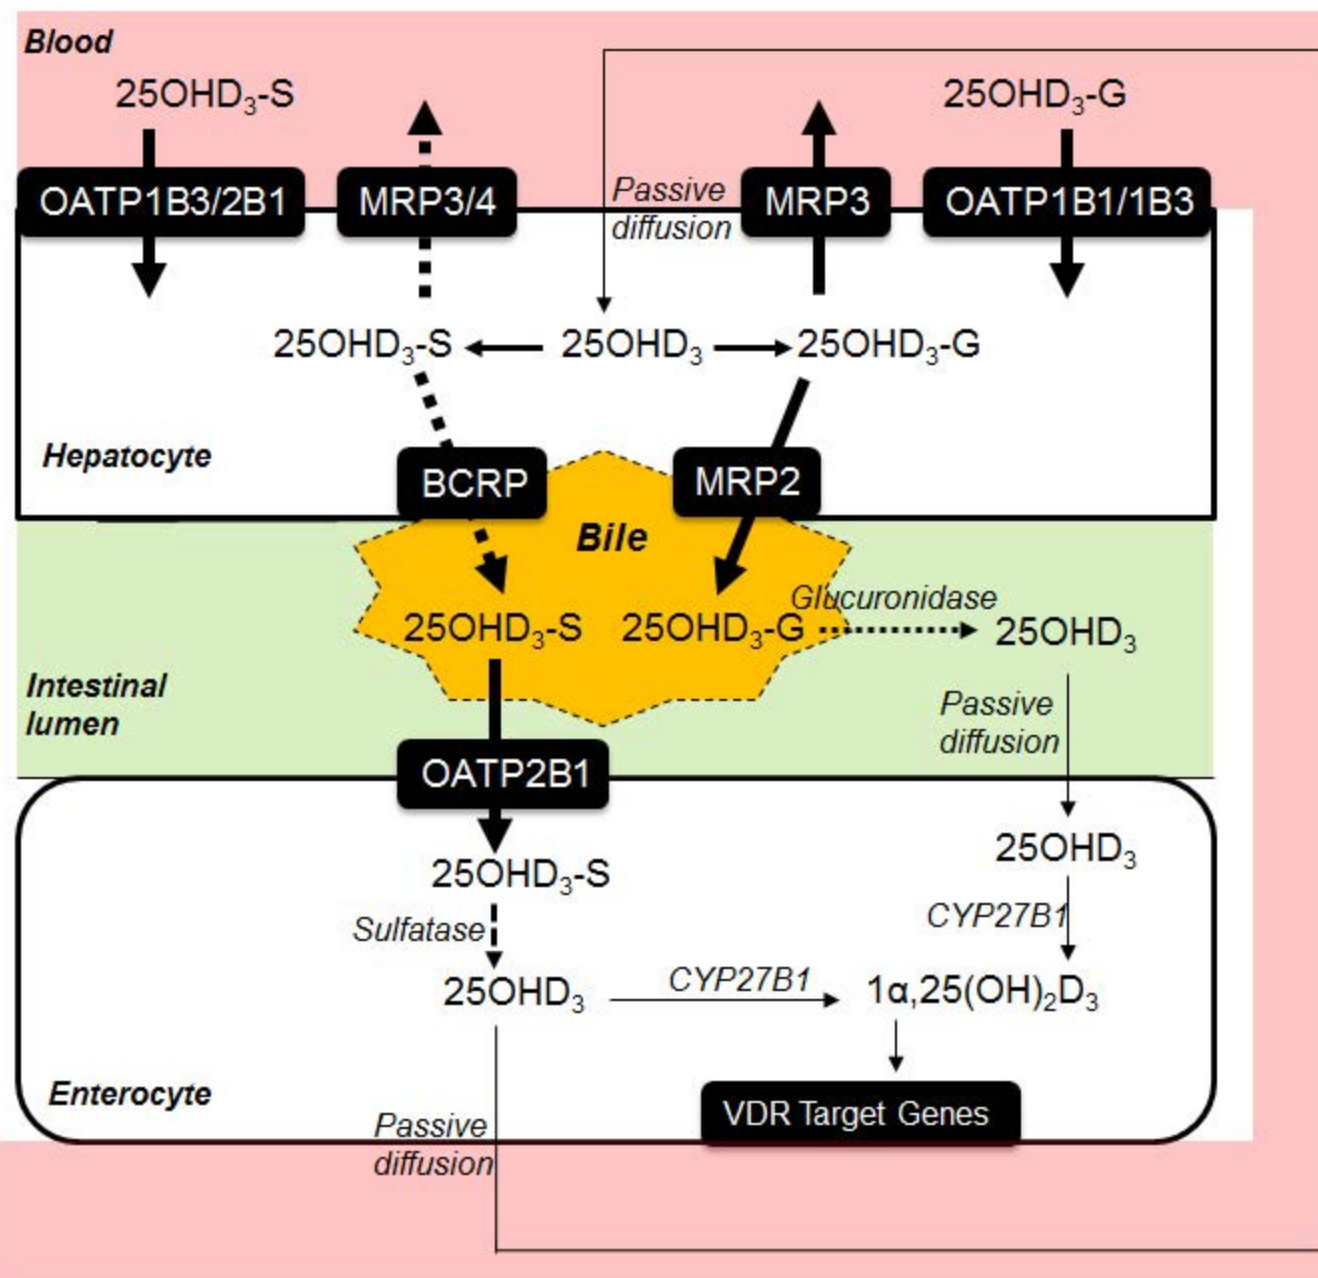 Blood
25OHD₃-S
25OHD₃-G
OATP1B3/2B1
MRP3/4
Passive
diffusion
MRP3
OATP1B1/1B3
25OHD₃-S
25OHD₃
25OHD₃-G
Hepatocyte
BCRP
MRP2
Bile
25OHD₃-S
25OHD₃-G
Glucuronidase
25OHD₃
Intestinal
lumen
Passive
diffusion
OATP2B1
25OHD₃-S
25OHD₃
Sulfatase
CYP27B1
25OHD₃
CYP27B1
1α,25(OH)₂D₃
Enterocyte
VDR Target Genes
Passive
diffusion